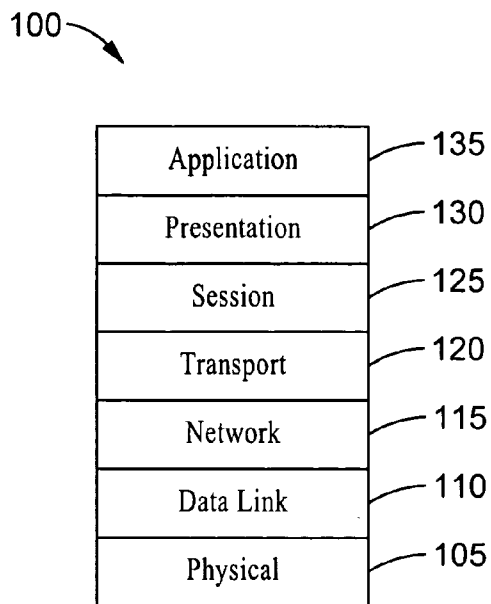 100
Application 135
Presentation 130
Session 125
Transport 120
Network 115
Data Link 110
Physical 105